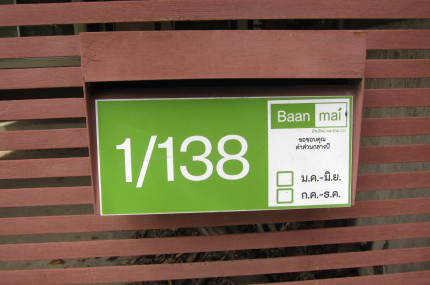 1/138
Baan mai
ขอขอบคุณ
ค่าส่วนกลางปี
ม.ค.-มิ.ย.
ก.ค.-ธ.ค.